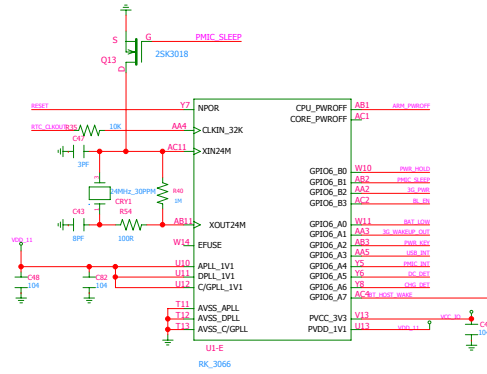 S
G
PMIC_SLEEP
Q13
2SK3018
D
RESET
Y7
NPOR
CPU_PWROFF
AB1
ARM_PWROFF
CORE_PWROFF
AC1
RTC_CLKOUT
R35
10K
AA4
CLKIN_32K
C47
3PF
AC11
XIN24M
GPIO6_B0
W10
PWR_HOLD
GPIO6_B1
AB2
PMIC_SLEEP
GPIO6_B2
AA2
3G_PWR
GPIO6_B3
AC2
BL_EN
3
24MHz_30PPM
R40
1M
CRY1
1
C43
8PF
R54
100R
AB11
XOUT24M
GPIO6_A0
W11
BAT_LOW
GPIO6_A1
AA3
3G_WAKEUP_OUT
W14
EFUSE
GPIO6_A2
AB3
PWR_KEY
GPIO6_A3
AA5
USB_INT
VDD_11
U10
APLL_1V1
GPIO6_A4
Y5
PMIC_INT
U11
DPLL_1V1
GPIO6_A5
Y6
DC_DET
U12
C/GPLL_1V1
GPIO6_A6
Y8
CHG_DET
GPIO6_A7
AC4
BT_HOST_WAKE
C48
104
C82
104
T11
AVSS_APLL
T12
AVSS_DPLL
PVCC_3V3
V13
VCC_IO
T13
AVSS_C/GPLL
PVDD_1V1
U13
VDD_11
U1-E
RK_3066